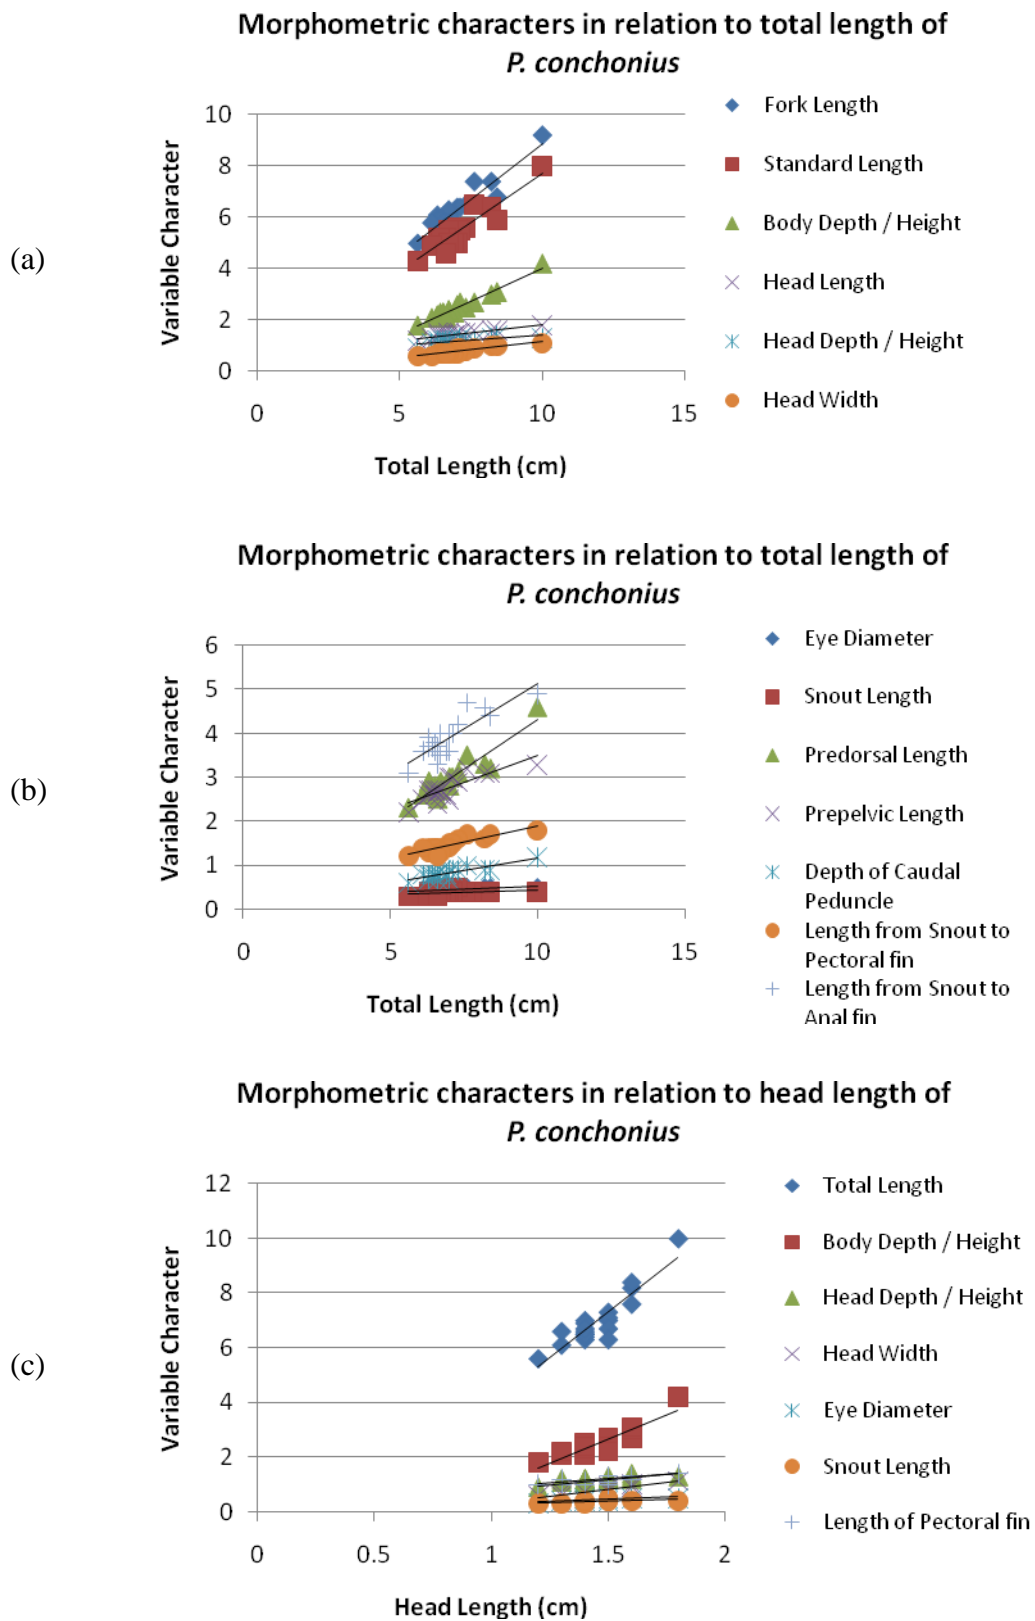 (a)
Morphometric characters in relation to total length of
P. conchonius
Variable Character
10
8
6
4
2
0
0
5
10
15
Total Length (cm)
Fork Length
Standard Length
Body Depth / Height
Head Length
Head Depth / Height
Head Width
(b)
Morphometric characters in relation to total length of
P. conchonius
Variable Character
6
5
4
3
2
1
0
0
5
10
15
Total Length (cm)
Eye Diameter
Snout Length
Predorsal Length
Prepelvic Length
Depth of Caudal
Peduncle
Length from Snout to
Pectoral fin
Length from Snout to
Anal fin
(c)
Morphometric characters in relation to head length of
P. conchonius
Variable Character
12
10
8
6
4
2
0
0
0.5
1
1.5
2
Head Length (cm)
Total Length
Body Depth / Height
Head Depth / Height
Head Width
Eye Diameter
Snout Length
Length of Pectoral fin